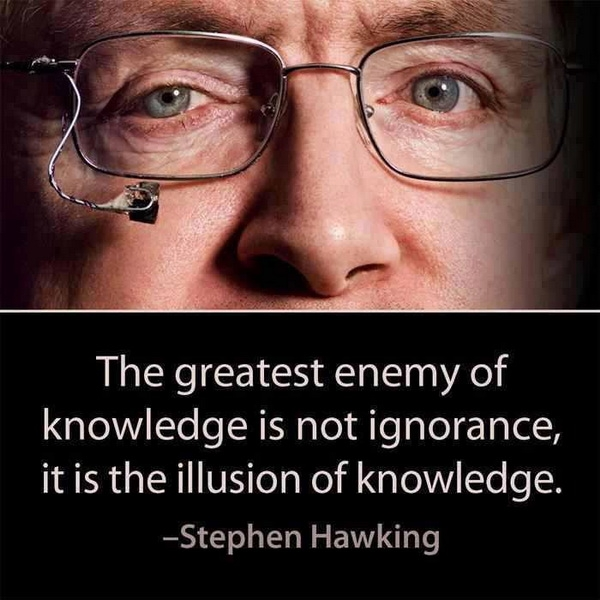 The greatest enemy of
knowledge is not ignorance,
it is the illusion of knowledge.
–Stephen Hawking